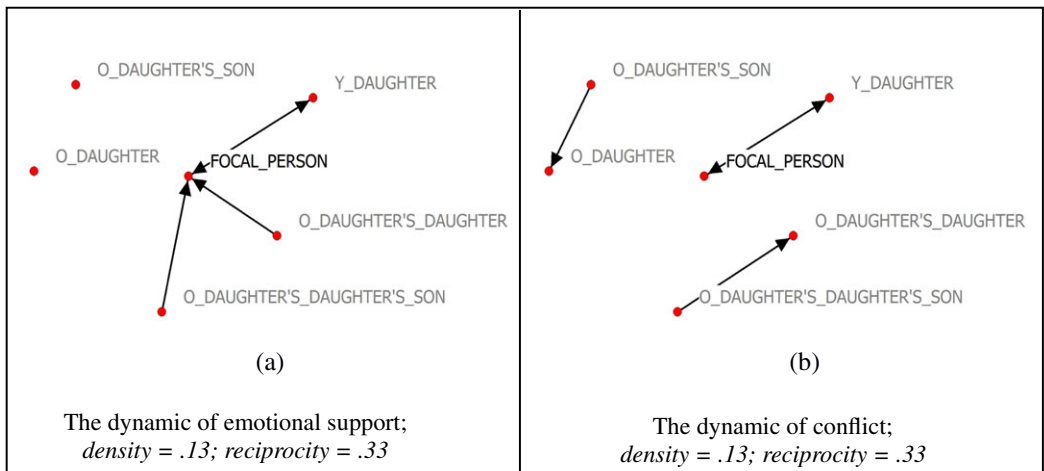 O_DAUGHTER'S_SON
Y_DAUGHTER
O_DAUGHTER
FOCAL_PERSON
O_DAUGHTER'S_DAUGHTER
O_DAUGHTER'S_DAUGHTER'S_SON
(a)
The dynamic of emotional support;
density = .13; reciprocity = .33
O_DAUGHTER'S_SON
Y_DAUGHTER
O_DAUGHTER
FOCAL_PERSON
O_DAUGHTER'S_DAUGHTER
O_DAUGHTER'S_DAUGHTER'S_SON
(b)
The dynamic of conflict;
density = .13; reciprocity = .33